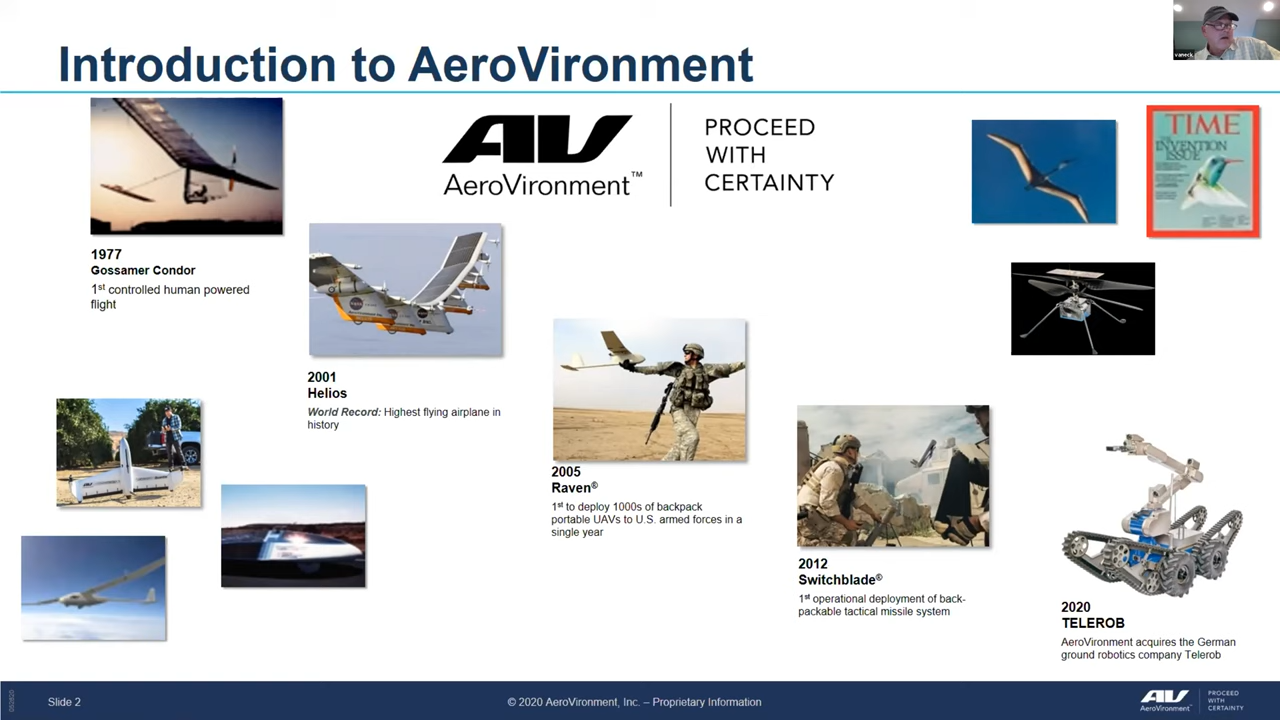 Introduction to AeroVironment
vaneck
AV
AeroVironment™
PROCEED
WITH
CERTAINTY
TIME
INVENTION
ISSUE
1977
Gossamer Condor
1st controlled human powered
flight
2001
Helios
World Record: Highest flying airplane in
history
2005
Raven®
1st to deploy 1000s of backpack
portable UAVs to U.S. armed forces in a
single year
2012
Switchblade®
1st operational deployment of back-
packable tactical missile system
2020
TELEROB
AeroVironment acquires the German
ground robotics company Telerob
Slide 2
© 2020 AeroVironment, Inc. – Proprietary Information
AV
AeroVironment
PROCEED
WITH
CERTAINTY